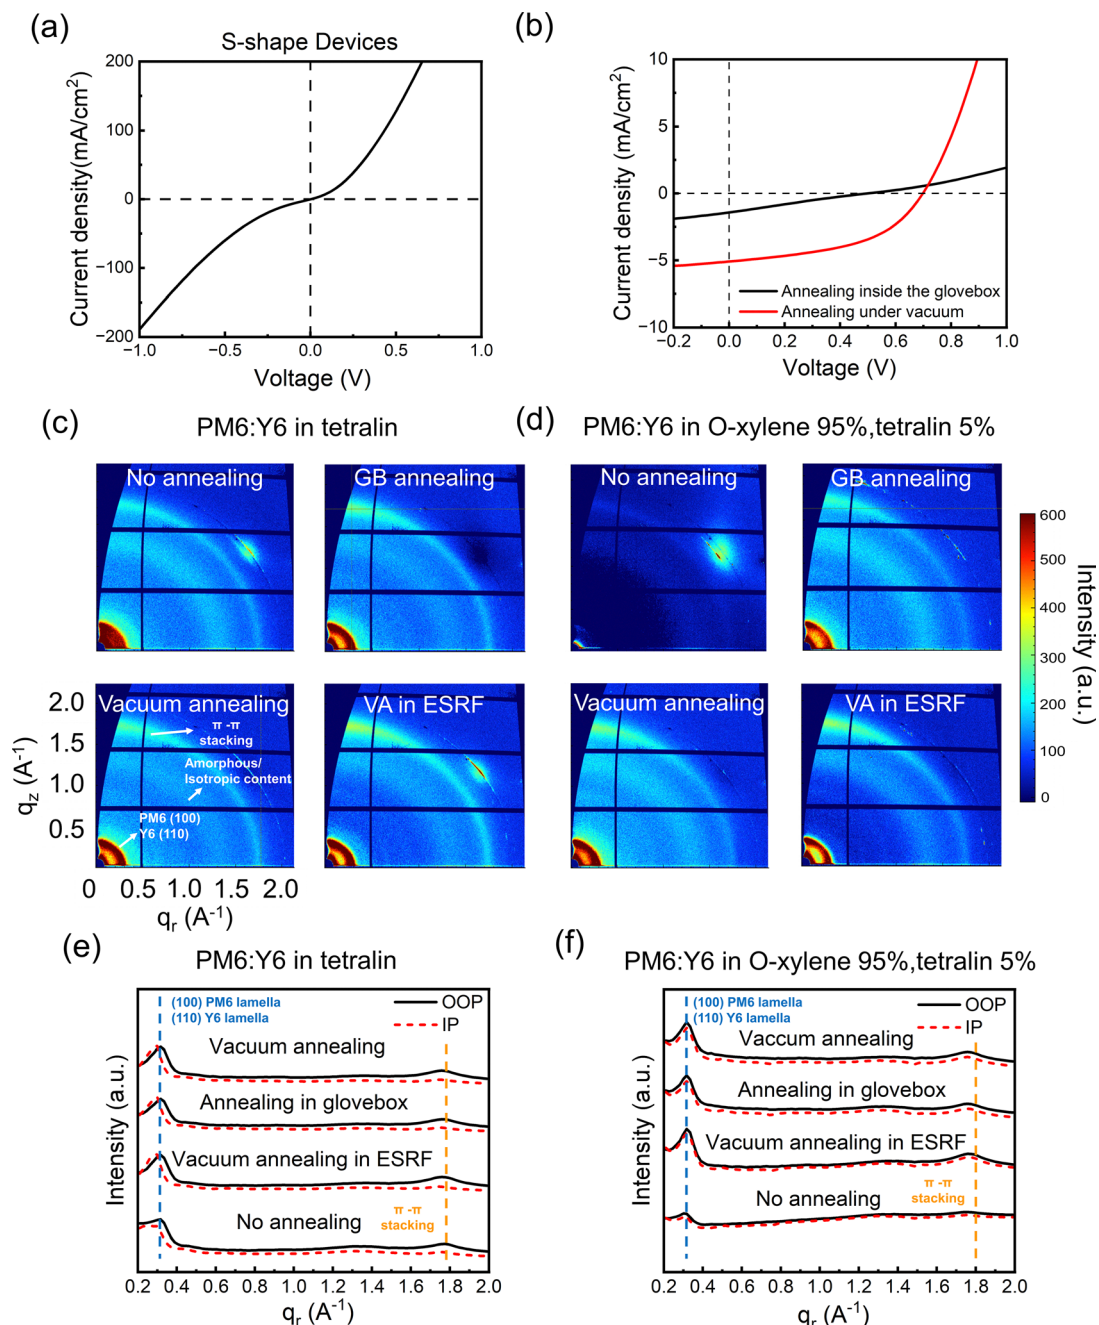 (a)
S-shape Devices
Current density(mA/cm²)
200
100
0
−100
−200
−1.0 −0.5 0.0 0.5 1.0
Voltage (V)
(b)
Current density (mA/cm²)
10
5
0
−5
−10
Annealing inside the glovebox
Annealing under vacuum
−0.2 0.0 0.2 0.4 0.6 0.8 1.0
Voltage (V)
(c)
PM6:Y6 in tetralin
No annealing
GB annealing
Vacuum annealing
π -π
stacking
Amorphous/
Isotropic content
PM6 (100)
Y6 (110)
VA in ESRF
2.0
1.5
1.0
0.5
q_z (A⁻¹)
0 0.5 1.0 1.5 2.0
q_r (A⁻¹)
(d)
PM6:Y6 in O-xylene 95%,tetralin 5%
No annealing
GB annealing
Vacuum annealing
VA in ESRF
600
500
400
300
200
100
0
Intensity (a.u.)
(e)
PM6:Y6 in tetralin
(100) PM6 lamella
(110) Y6 lamella
OOP
IP
Vacuum annealing
Annealing in glovebox
Vacuum annealing in ESRF
No annealing
π -π
stacking
Intensity (a.u.)
0.2 0.4 0.6 0.8 1.0 1.2 1.4 1.6 1.8 2.0
q_r (A⁻¹)
(f)
PM6:Y6 in O-xylene 95%,tetralin 5%
(100) PM6 lamella
(110) Y6 lamella
OOP
IP
Vaccum annealing
Annealing in glovebox
Vacuum annealing in ESRF
π -π
stacking
No annealing
Intensity (a.u.)
0.2 0.4 0.6 0.8 1.0 1.2 1.4 1.6 1.8 2.0
q_r (A⁻¹)